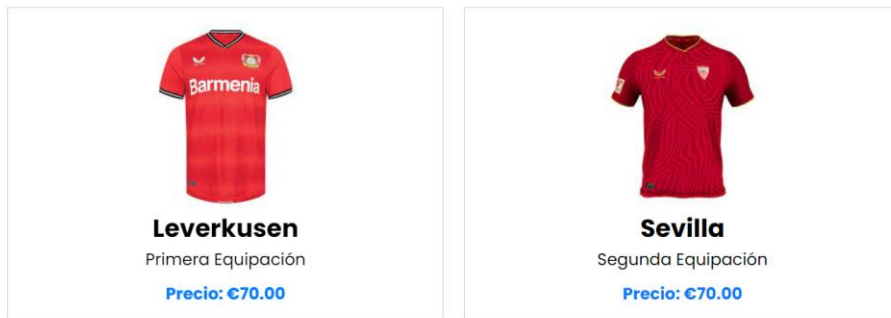 Barmenia
Leverkusen
Primera Equipación
Precio: €70.00
Sevilla
Segunda Equipación
Precio: €70.00